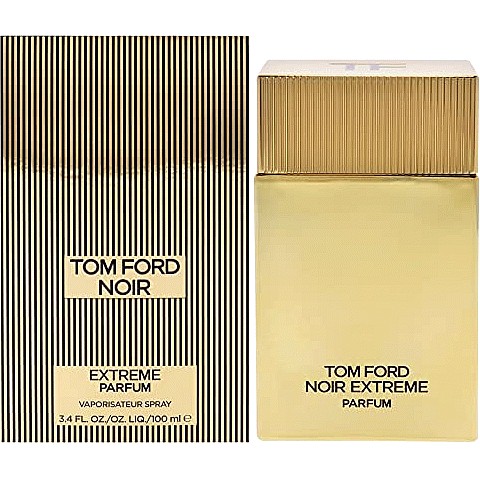 TOM FORD
NOIR
EXTREME
PARFUM
VAPORISATEUR SPRAY
3.4 FL. OZ./OZ. LIQ./100 ml ℮
TF
TOM FORD
NOIR EXTREME
PARFUM